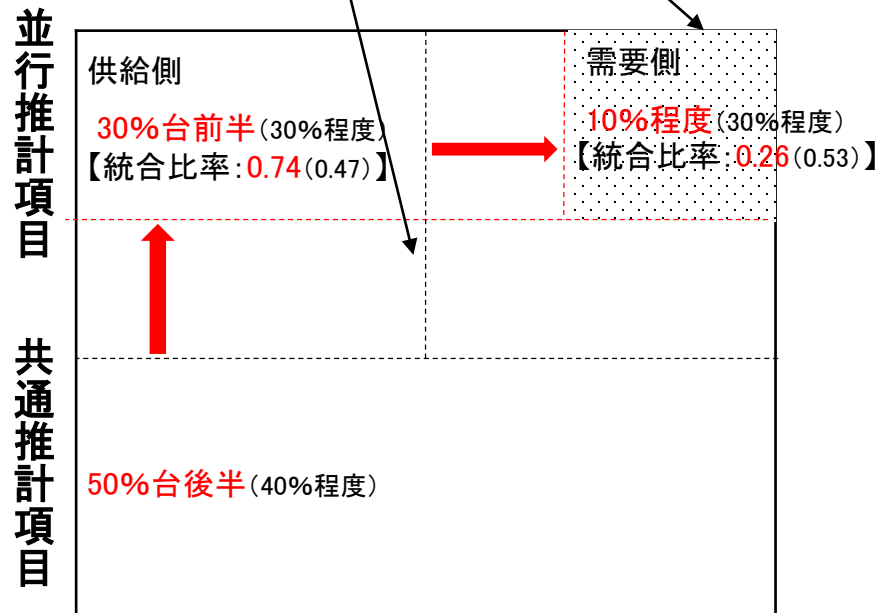 並行推計項目
供給側
30%台前半(30%程度)
【統合比率:0.74(0.47)】
需要側
10%程度(30%程度)
【統合比率:0.26(0.53)】
共通推計項目
50%台後半(40%程度)